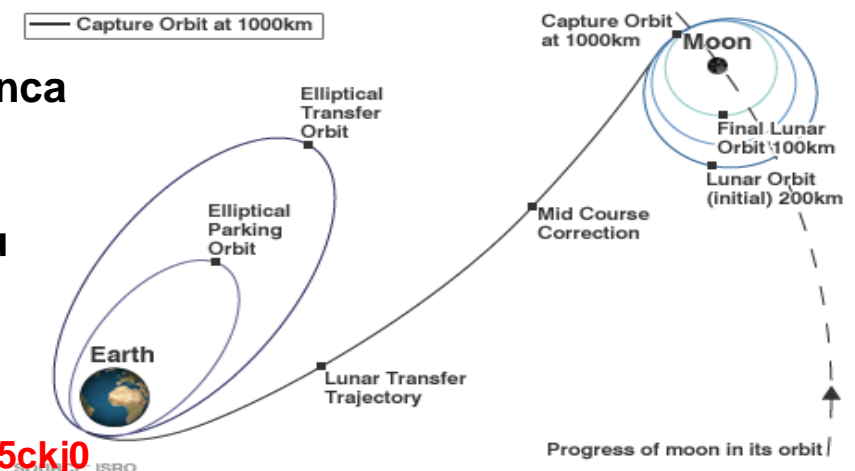 Capture Orbit at 1000km
nca
Elliptical
Transfer
Orbit
Elliptical
Parking
Orbit
Earth
Capture Orbit
at 1000km
Moon
Final Lunar
Orbit 100km
Lunar Orbit
(initial) 200km
Mid Course
Correction
Lunar Transfer
Trajectory
Progress of moon in its orbit
5ckj0
ISRO